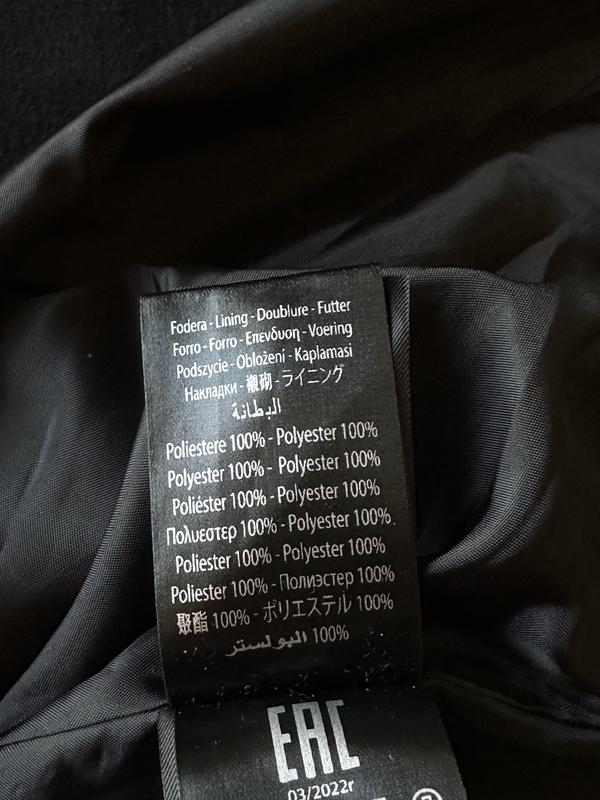 Fodera - Lining - Doublure - Futter
Forro - Forro - Επενδυση - Voering
Podszycie - Obložení - Kaplamasi
Накладки - 襯砌 - ライニング
البطانة
Poliestere 100% - Polyester 100%
Polyester 100% - Polyester 100%
Poliéster 100% - Polyester 100%
Πολυεστερ 100% - Polyester 100%.
Poliester 100% - Polyester 100%
Poliester 100% - Полиэстер 100%
聚酯 100% - ポリエステル 100%
البولستر 100%
EAC
03/2022г